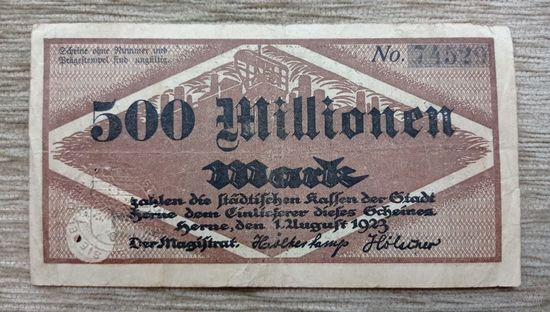 Scheine ohne Nummer und
Prägestempel sind ungültig.
No. 74529
500 Millionen
Mark
zahlen die städtischen Kassen der Stadt
Herne dem Einlieferer dieses Scheines
Herne, den 1. August 1923
Der Magistrat.